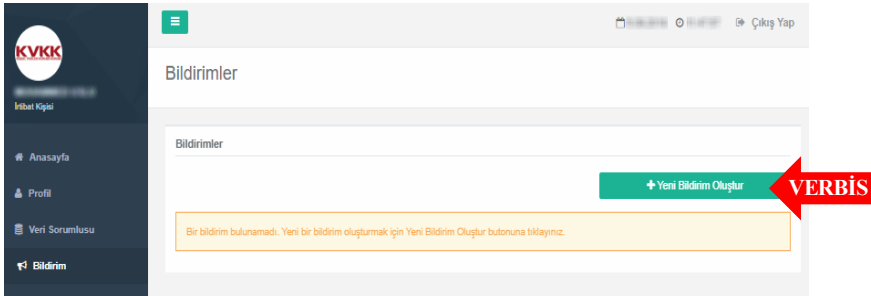 KVKK
İrtibat Kişisi
Anasayfa
Profil
Veri Sorumlusu
Bildirim
Çıkış Yap
Bildirimler
Bildirimler
Yeni Bildirim Oluştur
VERBİS
Bir bildirim bulunamadı. Yeni bir bildirim oluşturmak için Yeni Bildirim Oluştur butonuna tıklayınız.